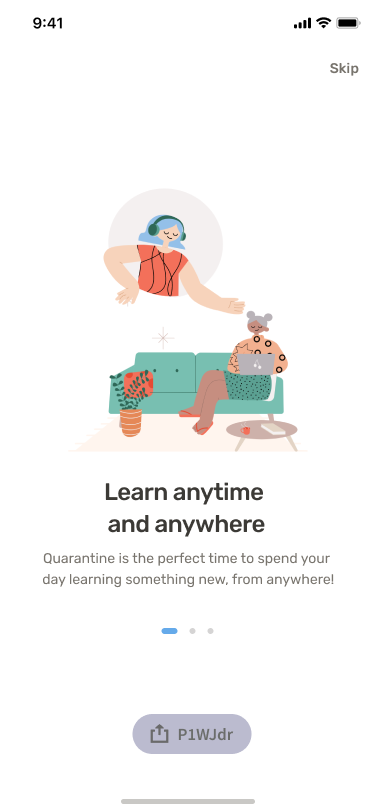 9:41
Skip
Learn anytime
and anywhere
Quarantine is the perfect time to spend your
day learning something new, from anywhere!
P1WJdr